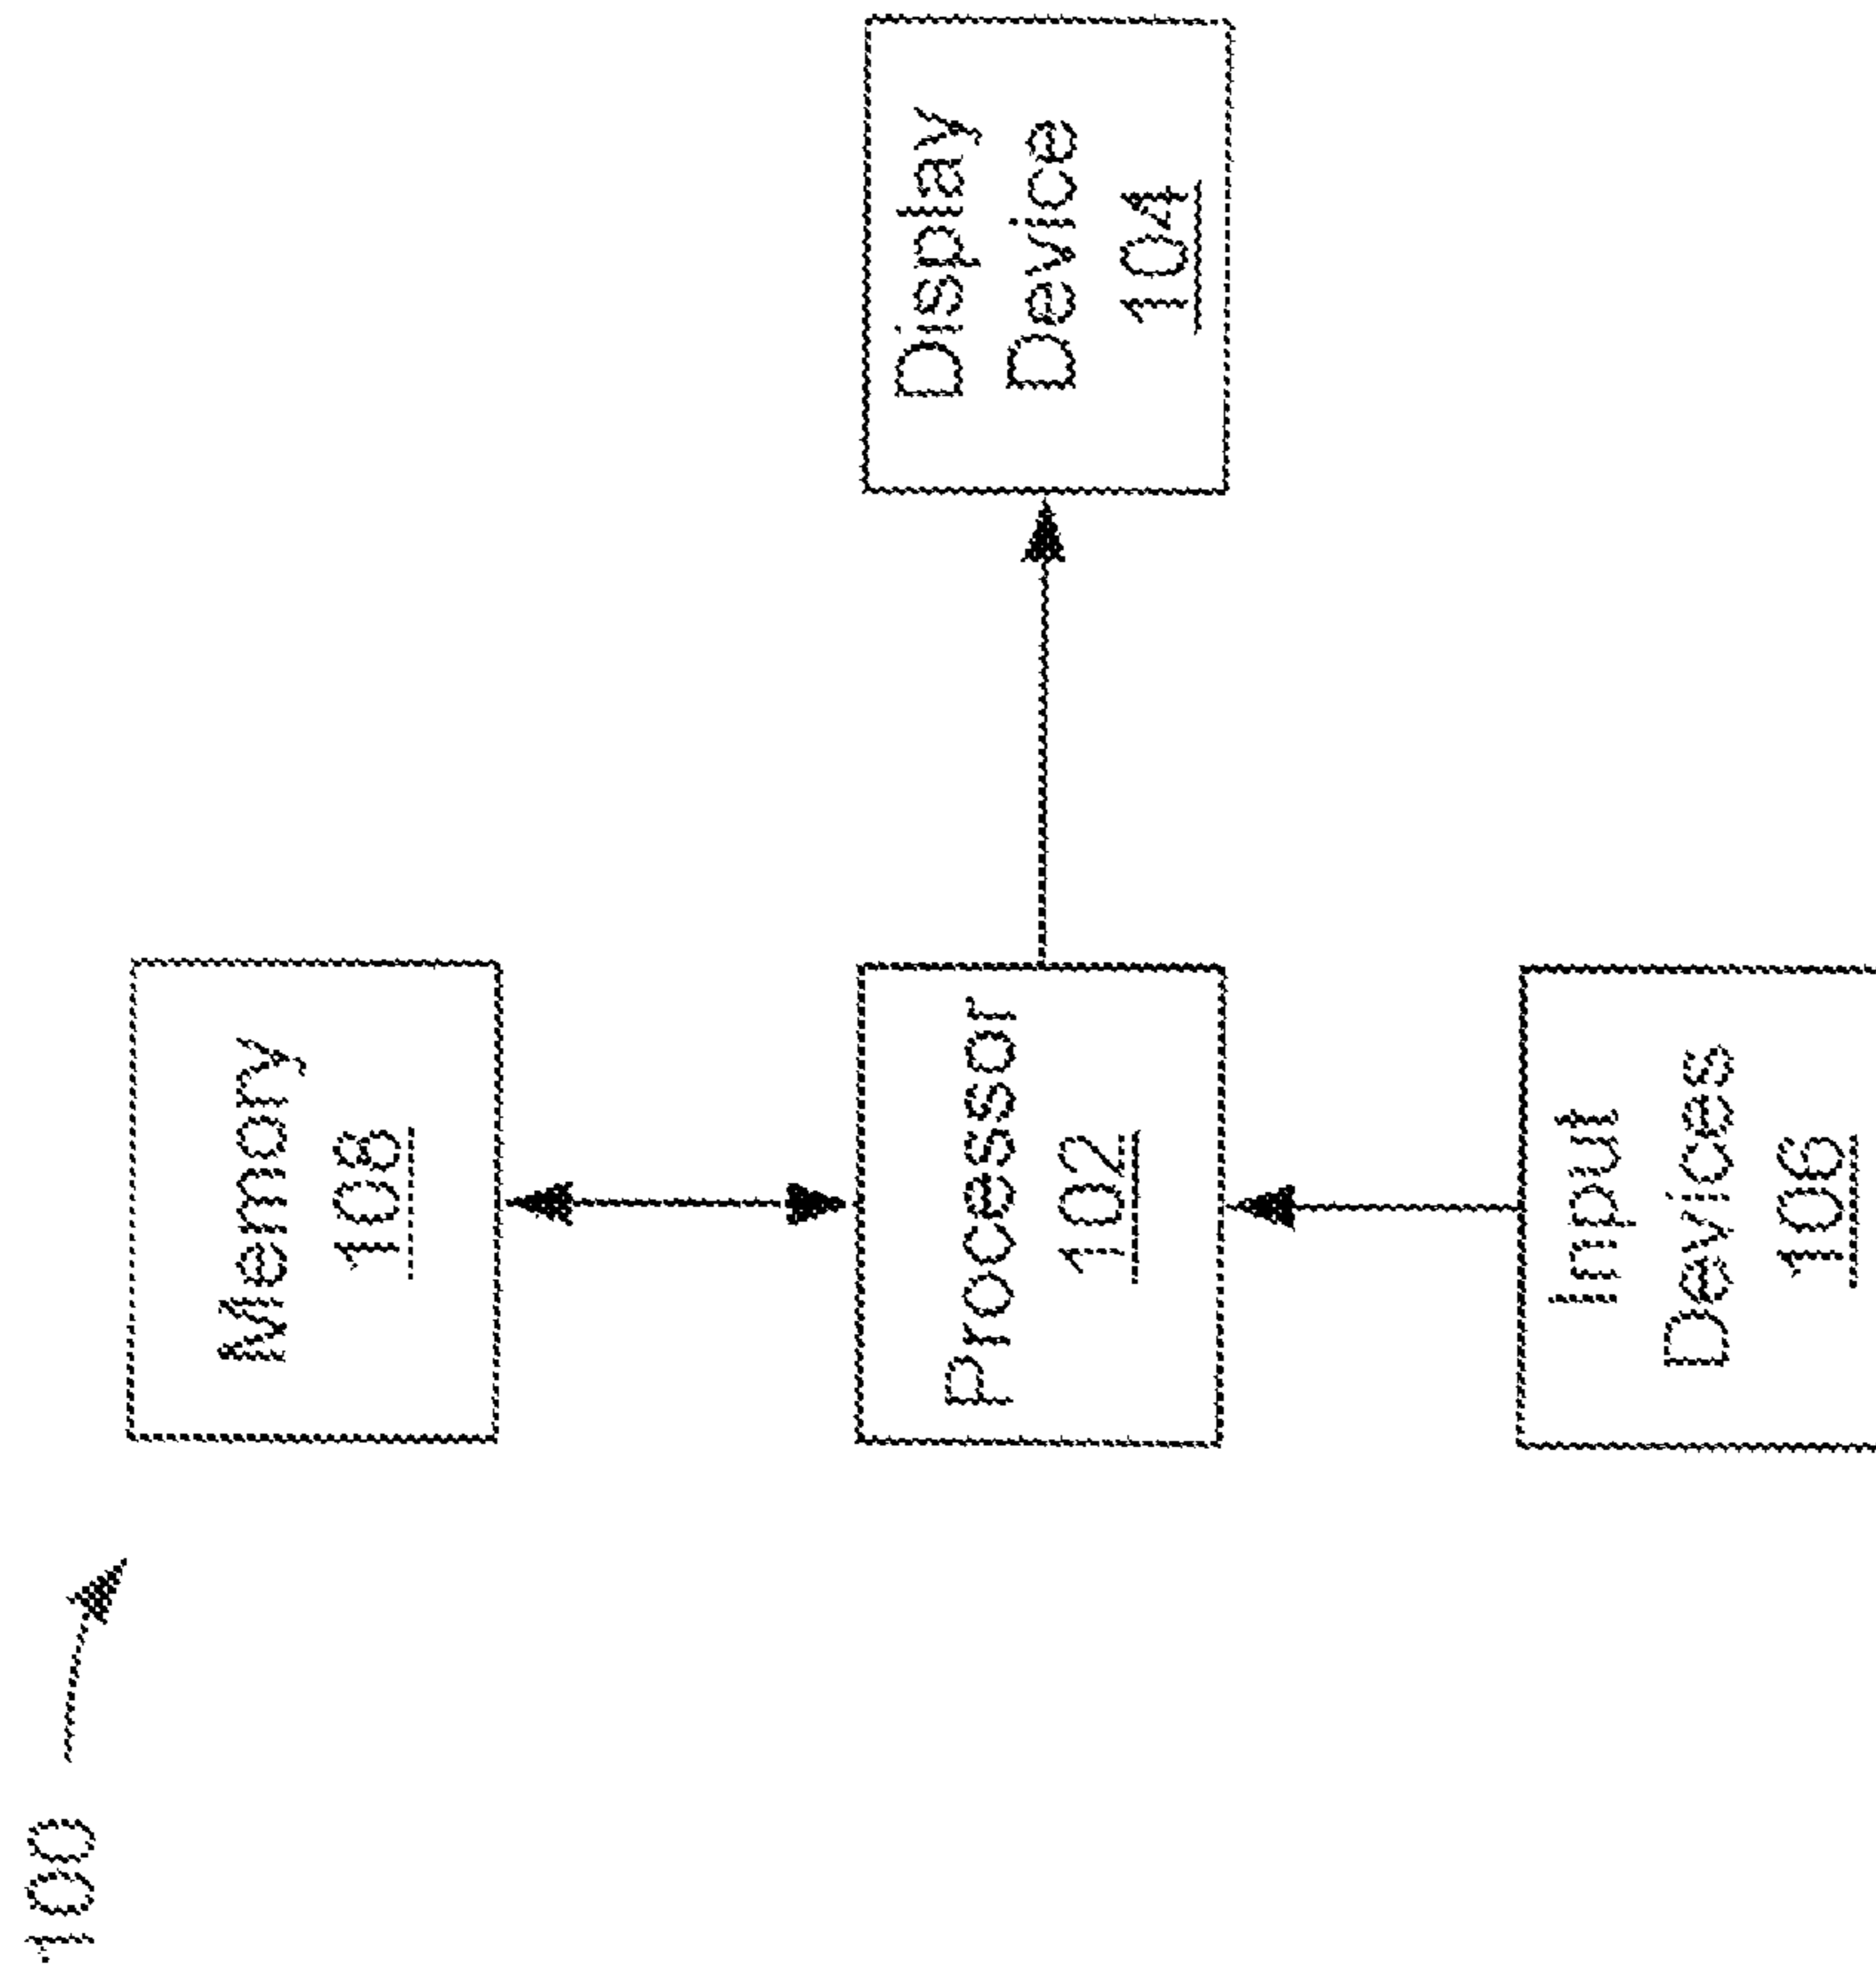 100
Memory
108
Processor
102
Display
Device
104
Input
Devices
106